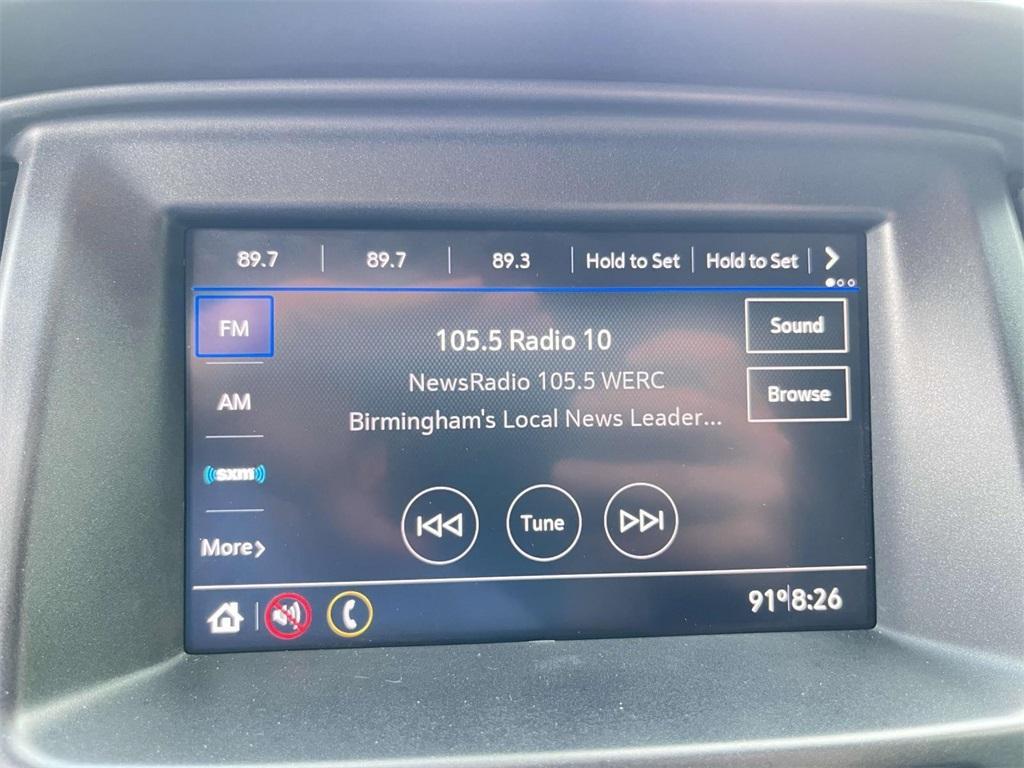 89.7 89.7 89.3 Hold to Set Hold to Set
FM
105.5 Radio 10
Sound
NewsRadio 105.5 WERC
AM
Browse
Birmingham's Local News Leader...
sxm
Tune
More
91° 8:26